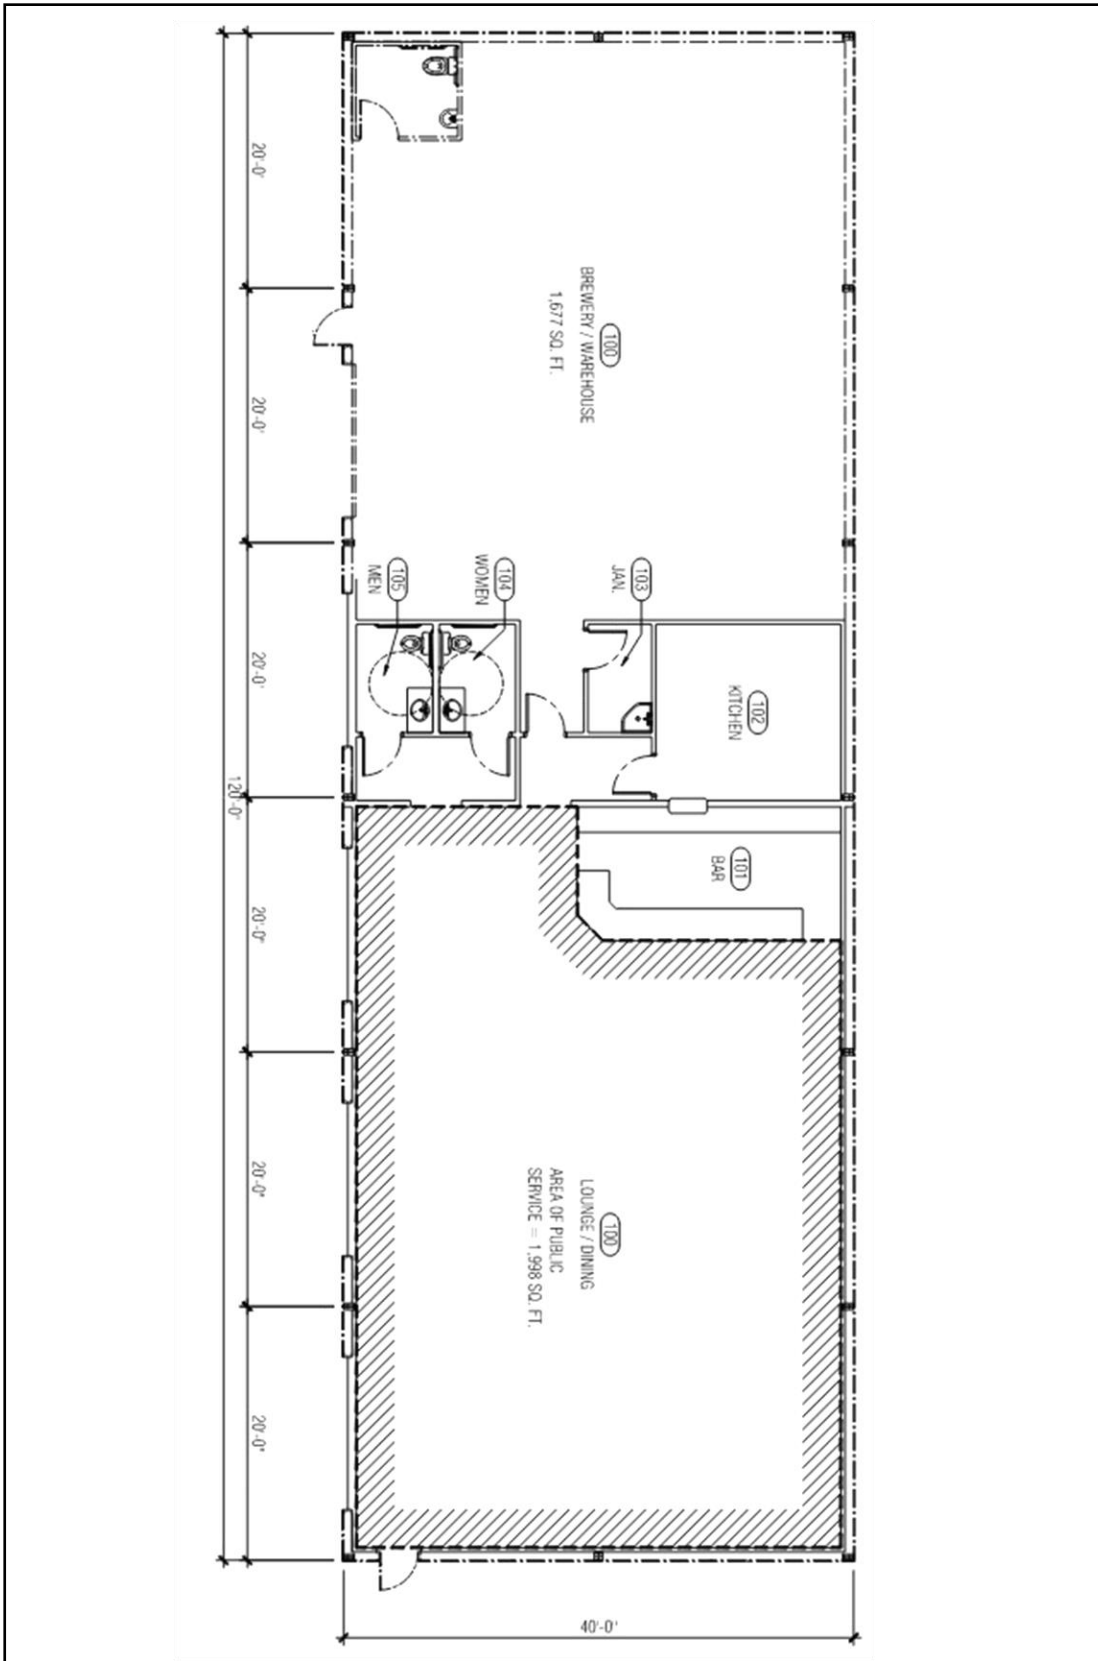 100
BREWERY / WAREHOUSE
1,677 SQ. FT.
103
JAN.
104
WOMEN
105
MEN
102
KITCHEN
101
BAR
100
LOUNGE / DINING
AREA OF PUBLIC
SERVICE = 1,998 SQ. FT.
20'-0"
20'-0"
20'-0"
20'-0"
20'-0"
20'-0"
120'-0"
40'-0"